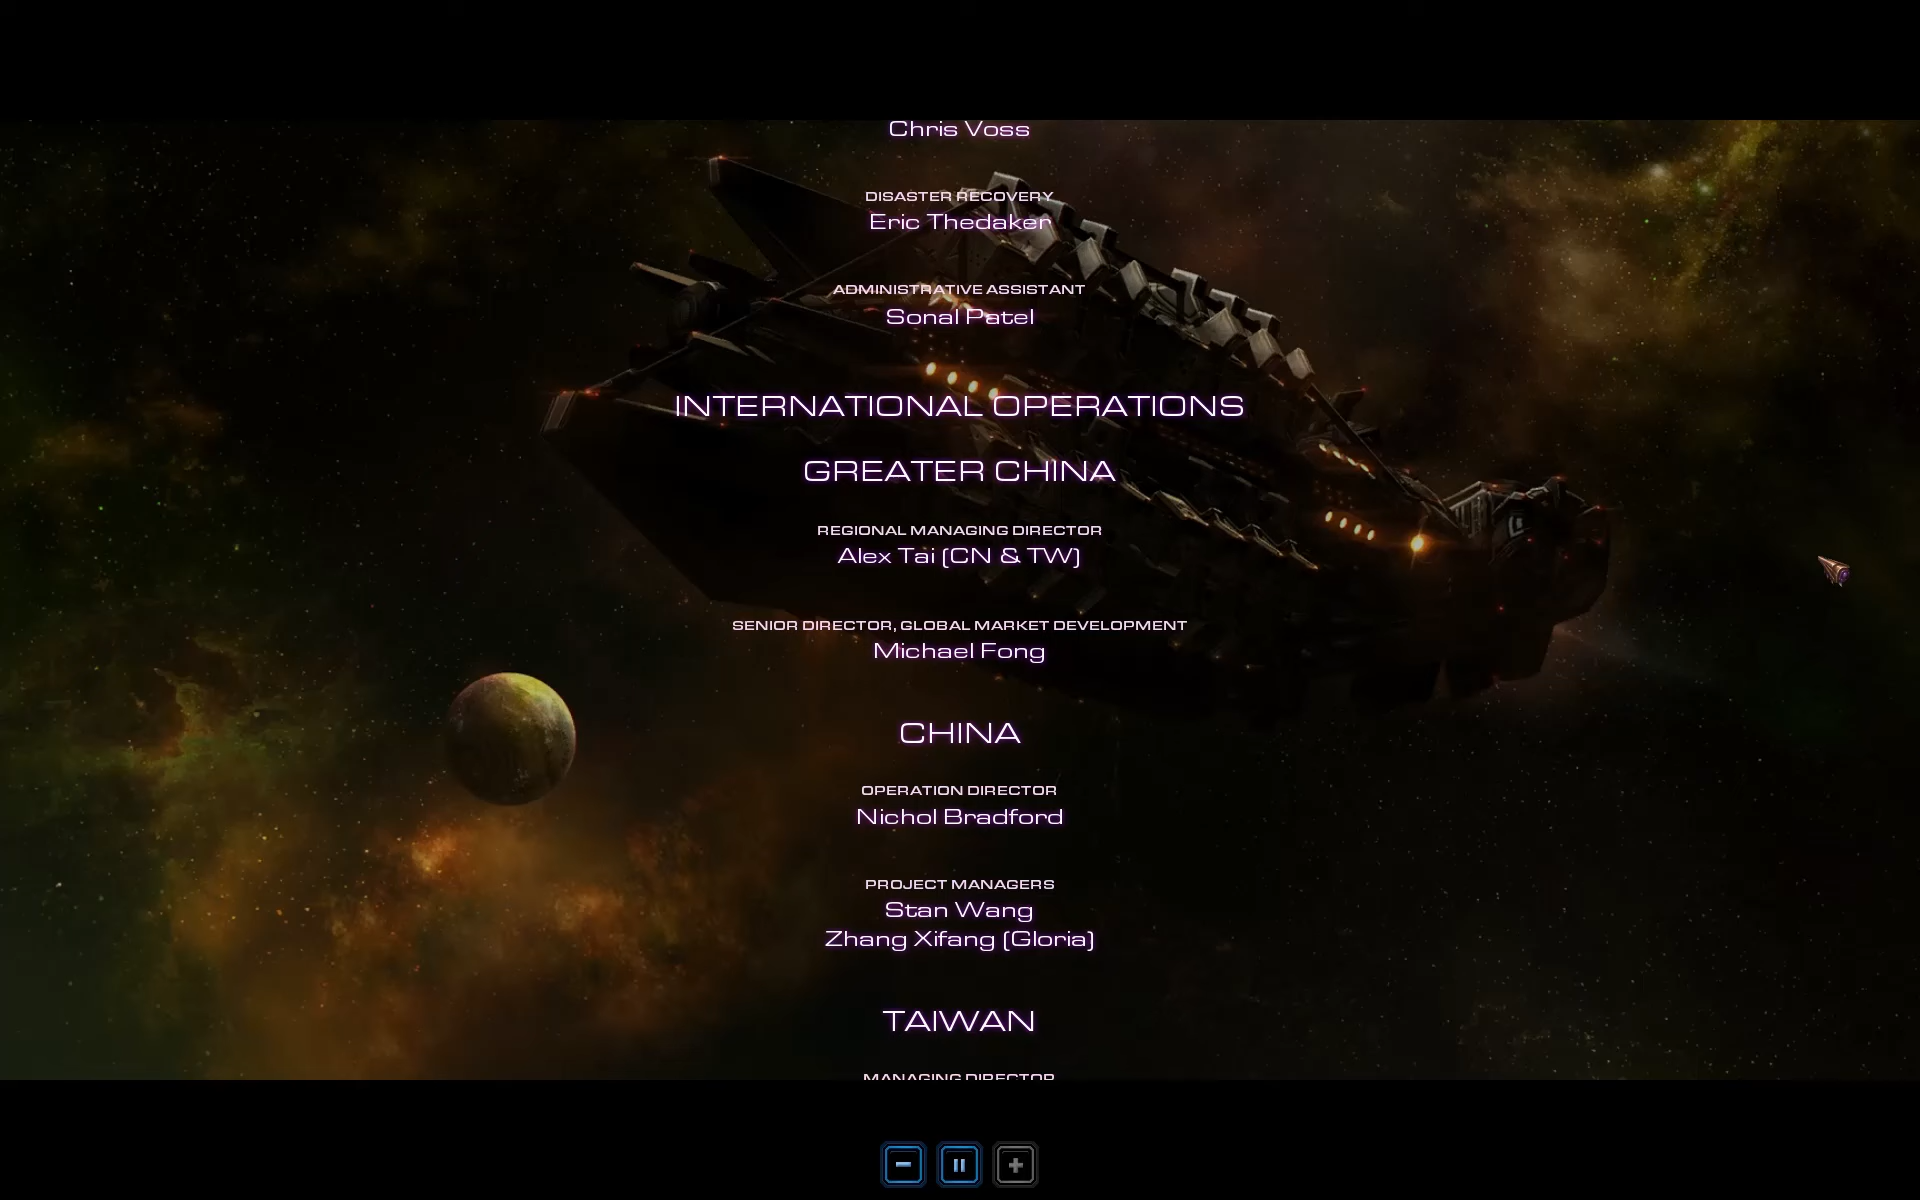 Chris Voss
DISASTER RECOVERY
Eric Thedaker
ADMINISTRATIVE ASSISTANT
Sonal Patel
INTERNATIONAL OPERATIONS
GREATER CHINA
REGIONAL MANAGING DIRECTOR
Alex Tai (CN & TW)
SENIOR DIRECTOR, GLOBAL MARKET DEVELOPMENT
Michael Fong
CHINA
OPERATION DIRECTOR
Nichol Bradford
PROJECT MANAGERS
Stan Wang
Zhang Xifang (Gloria)
TAIWAN
MANAGING DIRECTOR